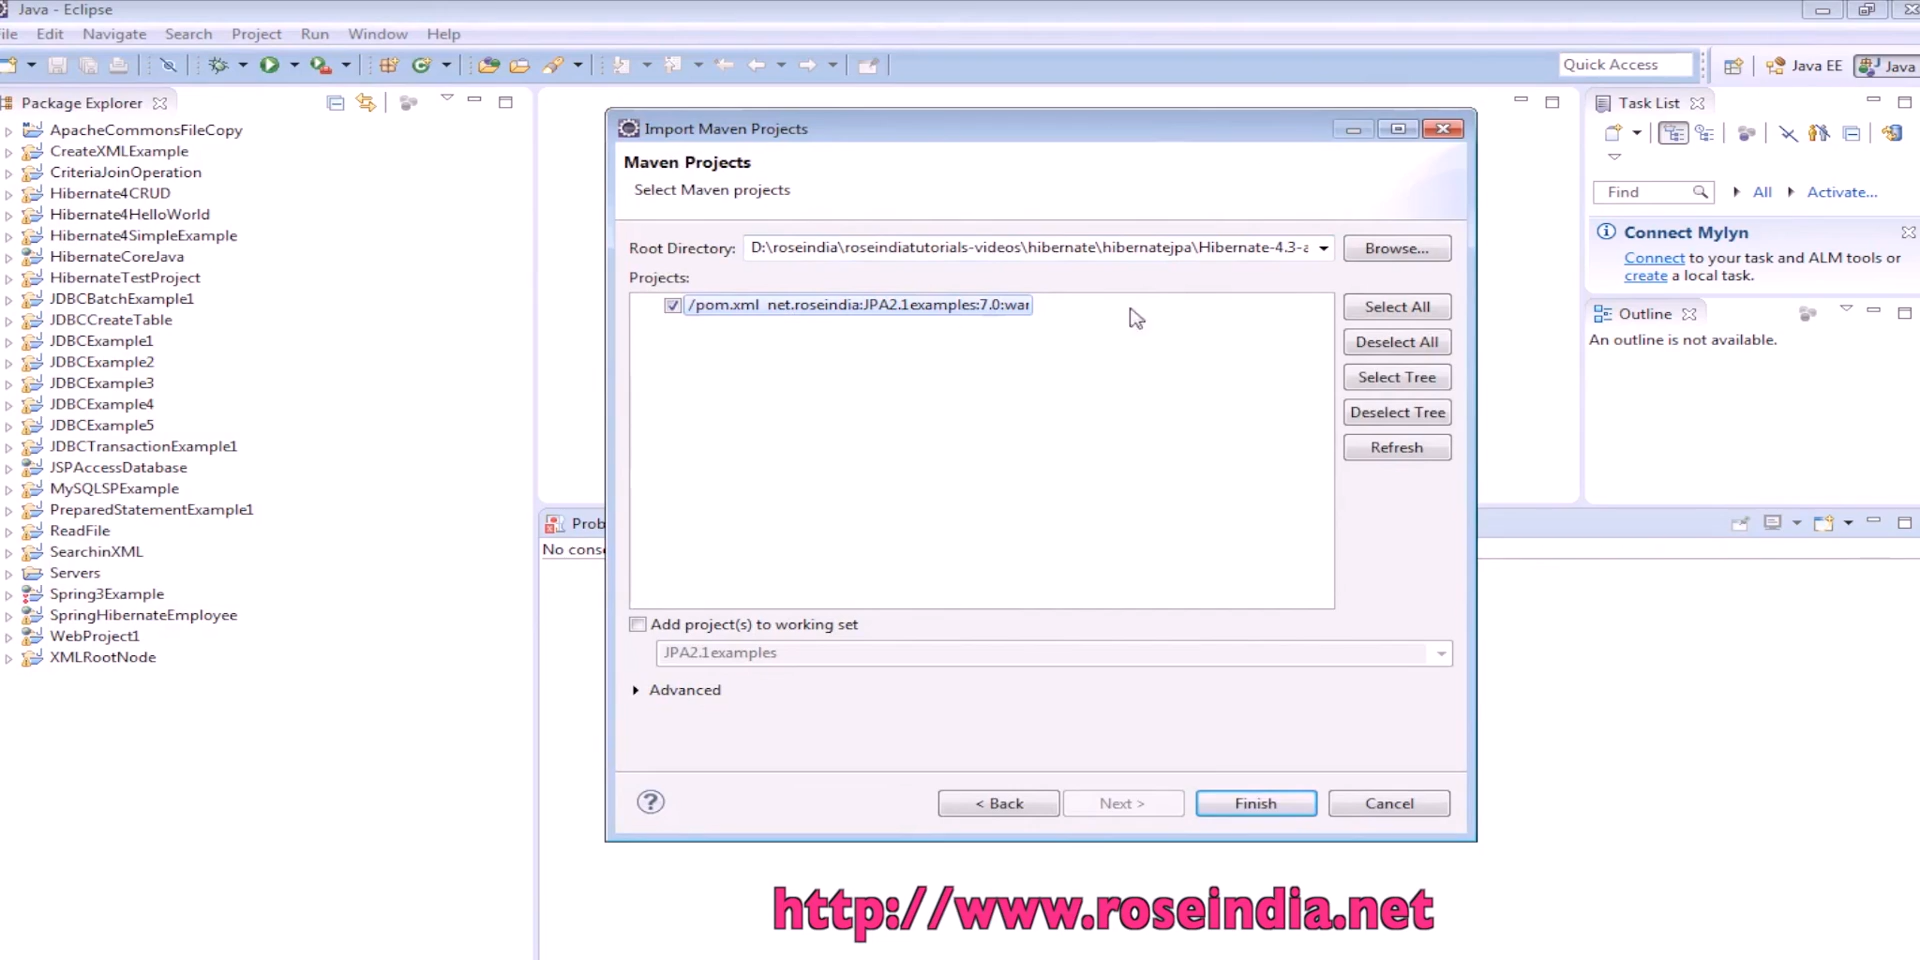 Java - Eclipse
ile Edit Navigate Search Project Run Window Help
Quick Access
Java EE
Java
Package Explorer
ApacheCommonsFileCopy
CreateXMLExample
CriteriaJoinOperation
Hibernate4CRUD
Hibernate4HelloWorld
Hibernate4SimpleExample
HibernateCoreJava
HibernateTestProject
JDBCBatchExample1
JDBCCreateTable
JDBCExample1
JDBCExample2
JDBCExample3
JDBCExample4
JDBCExample5
JDBCTransactionExample1
JSPAccessDatabase
MySQLSPExample
PreparedStatementExample1
ReadFile
SearchinXML
Servers
Spring3Example
SpringHibernateEmployee
WebProject1
XMLRootNode
Import Maven Projects
Maven Projects
Select Maven projects
Root Directory: D:\roseindia\roseindiatutorials-videos\hibernate\hibernatejpa\Hibernate-4.3-a Browse...
Projects:
/pom.xml net.roseindia:JPA2.1examples:7.0:war
Select All
Deselect All
Select Tree
Deselect Tree
Refresh
Add project(s) to working set
JPA2.1examples
Advanced
< Back Next > Finish Cancel
Prob
No conso
Task List
Find All Activate...
Connect Mylyn
Connect to your task and ALM tools or
create a local task.
Outline
An outline is not available.
http://www.roseindia.net